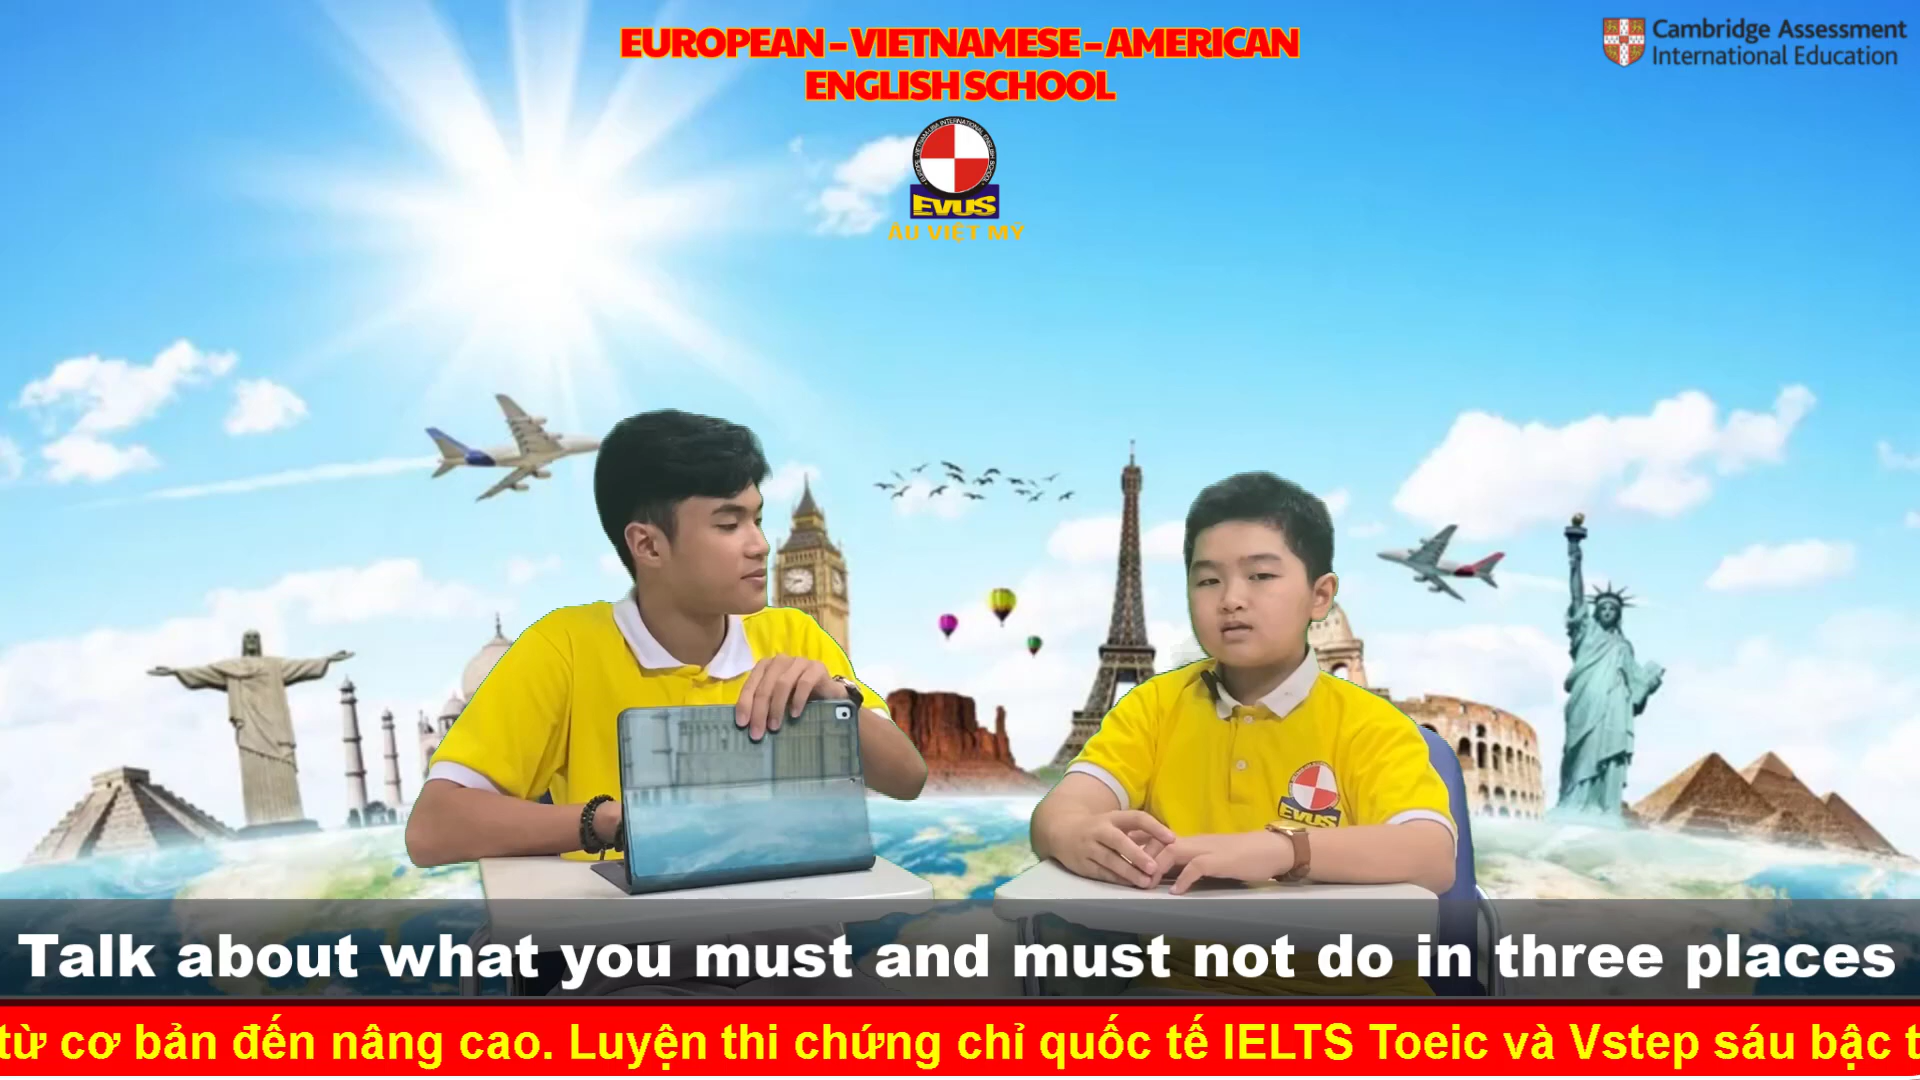 EUROPEAN - VIETNAMESE - AMERICAN
ENGLISH SCHOOL
Cambridge Assessment
International Education
EVUS
ÂU VIỆT MỸ
EVUS
Talk about what you must and must not do in three places
từ cơ bản đến nâng cao. Luyện thi chứng chỉ quốc tế IELTS Toeic và Vstep sáu bậc t